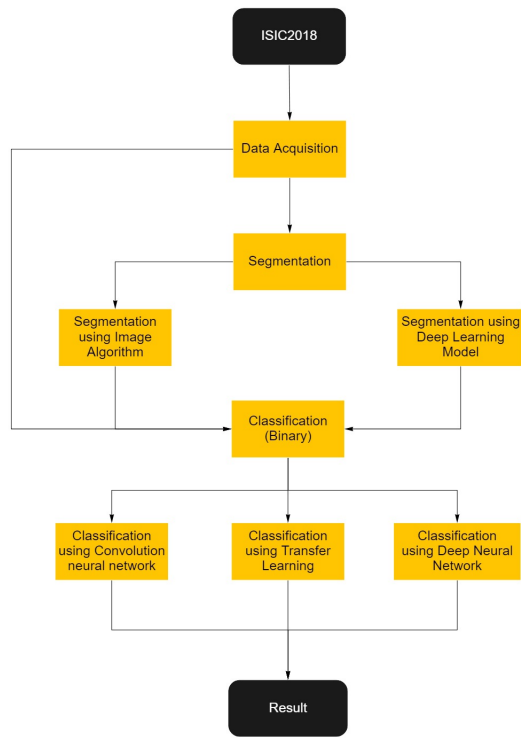 ISIC2018
Data Acquisition
Segmentation
Segmentation
using Image
Algorithm
Segmentation using
Deep Learning
Model
Classification
(Binary)
Classification
using Convolution
neural network
Classification
using Transfer
Learning
Classification
using Deep Neural
Network
Result